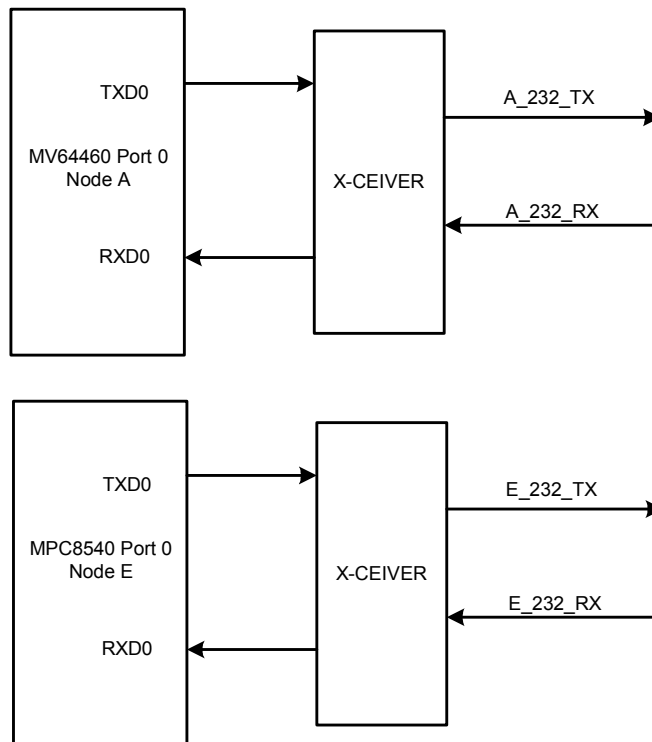 TXD0
A_232_TX
MV64460 Port 0
Node A
X-CEIVER
A_232_RX
RXD0
TXD0
E_232_TX
MPC8540 Port 0
Node E
X-CEIVER
E_232_RX
RXD0